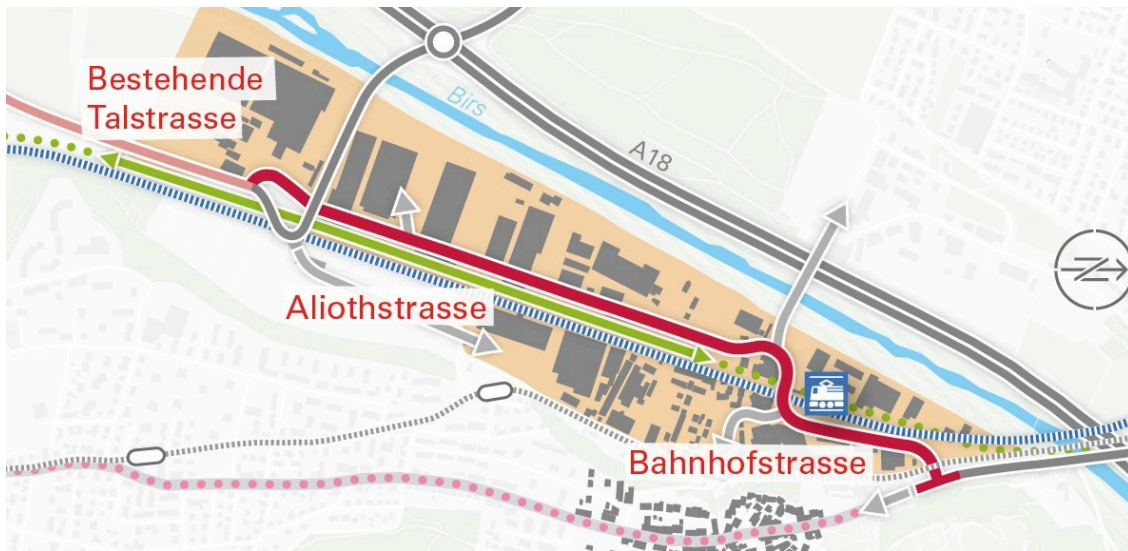 Bestehende
Talstrasse
Birs
A18
Aliothstrasse
Bahnhofstrasse